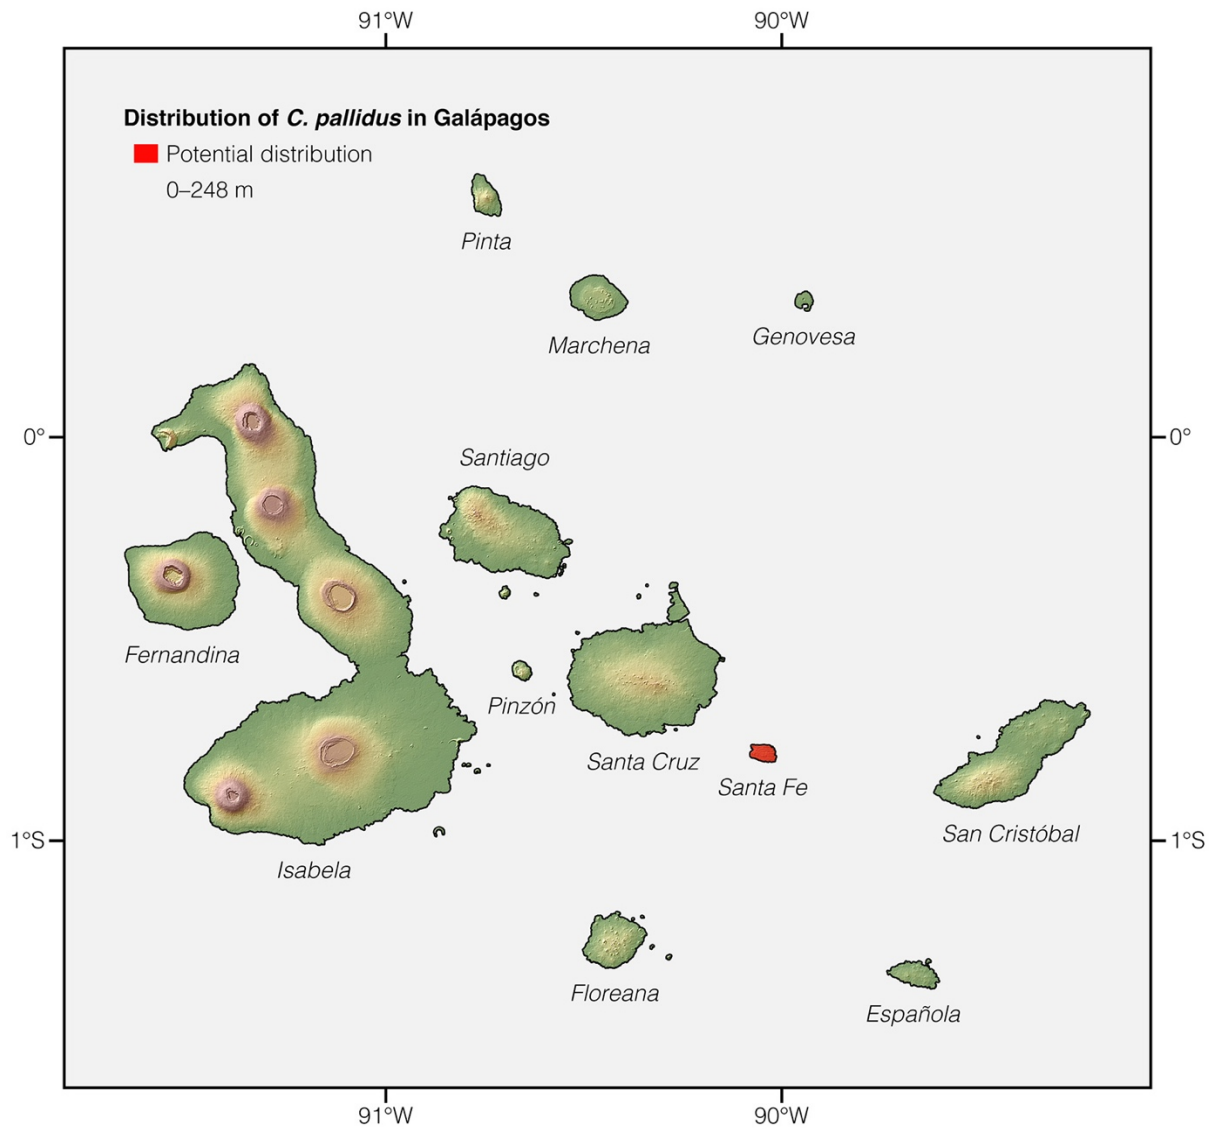 91°W 90°W
Distribution of C. pallidus in Galápagos
Potential distribution
0–248 m
Pinta
Marchena
Genovesa
0° 0°
Santiago
Fernandina
Pinzón
Santa Cruz
Santa Fe
San Cristóbal
1°S 1°S
Isabela
Floreana
Española
91°W 90°W